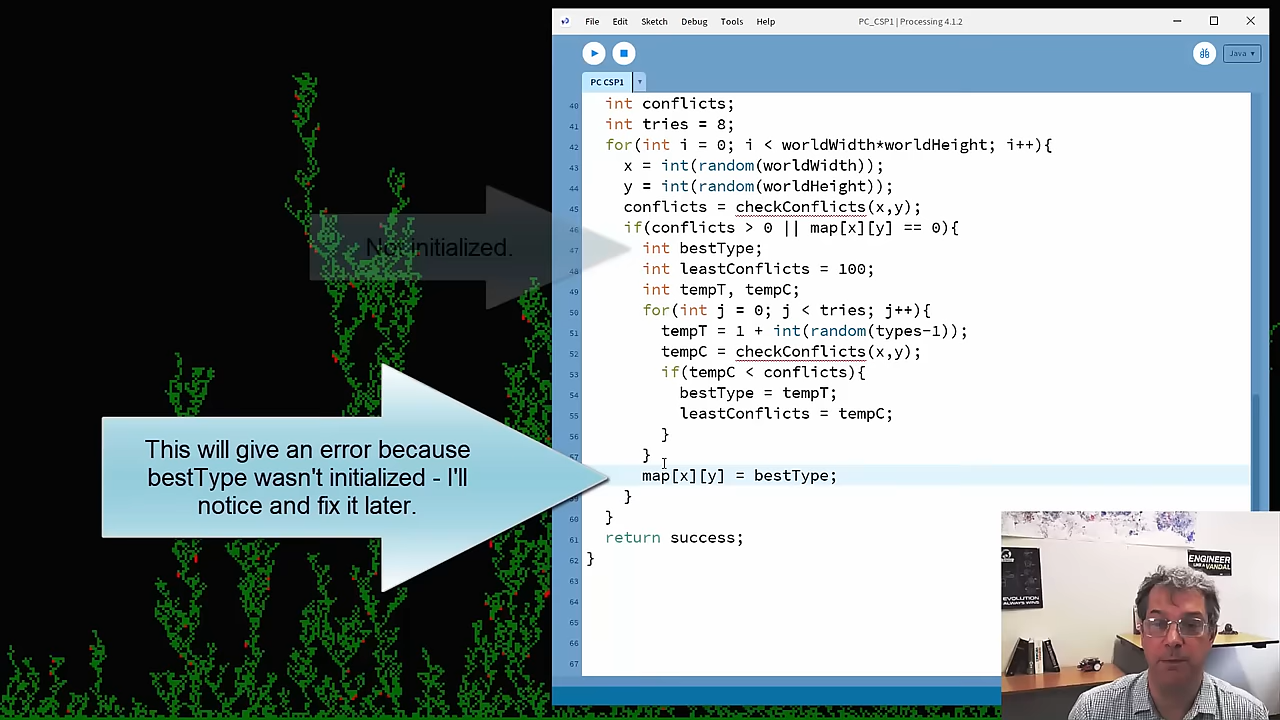 File Edit Sketch Debug Tools Help
PC_CSP1 | Processing 4.1.2
Java
PC CSP1
40 int conflicts;
41 int tries = 8;
42 for(int i = 0; i < worldWidth*worldHeight; i++){
43 x = int(random(worldWidth));
44 y = int(random(worldHeight));
45 conflicts = checkConflicts(x,y);
46 if(conflicts > 0 || map[x][y] == 0){
47 int bestType;
48 int leastConflicts = 100;
49 int tempT, tempC;
50 for(int j = 0; j < tries; j++){
51 tempT = 1 + int(random(types-1));
52 tempC = checkConflicts(x,y);
53 if(tempC < conflicts){
54 bestType = tempT;
55 leastConflicts = tempC;
56 }
57 }
map[x][y] = bestType;
59 }
60 }
61 return success;
62 }
63
64
65
66
67
Not initialized.
This will give an error because
bestType wasn't initialized - I'll
notice and fix it later.
ENGINEER
LIKE A VANDAL
EVOLUTION
ALWAYS WINS